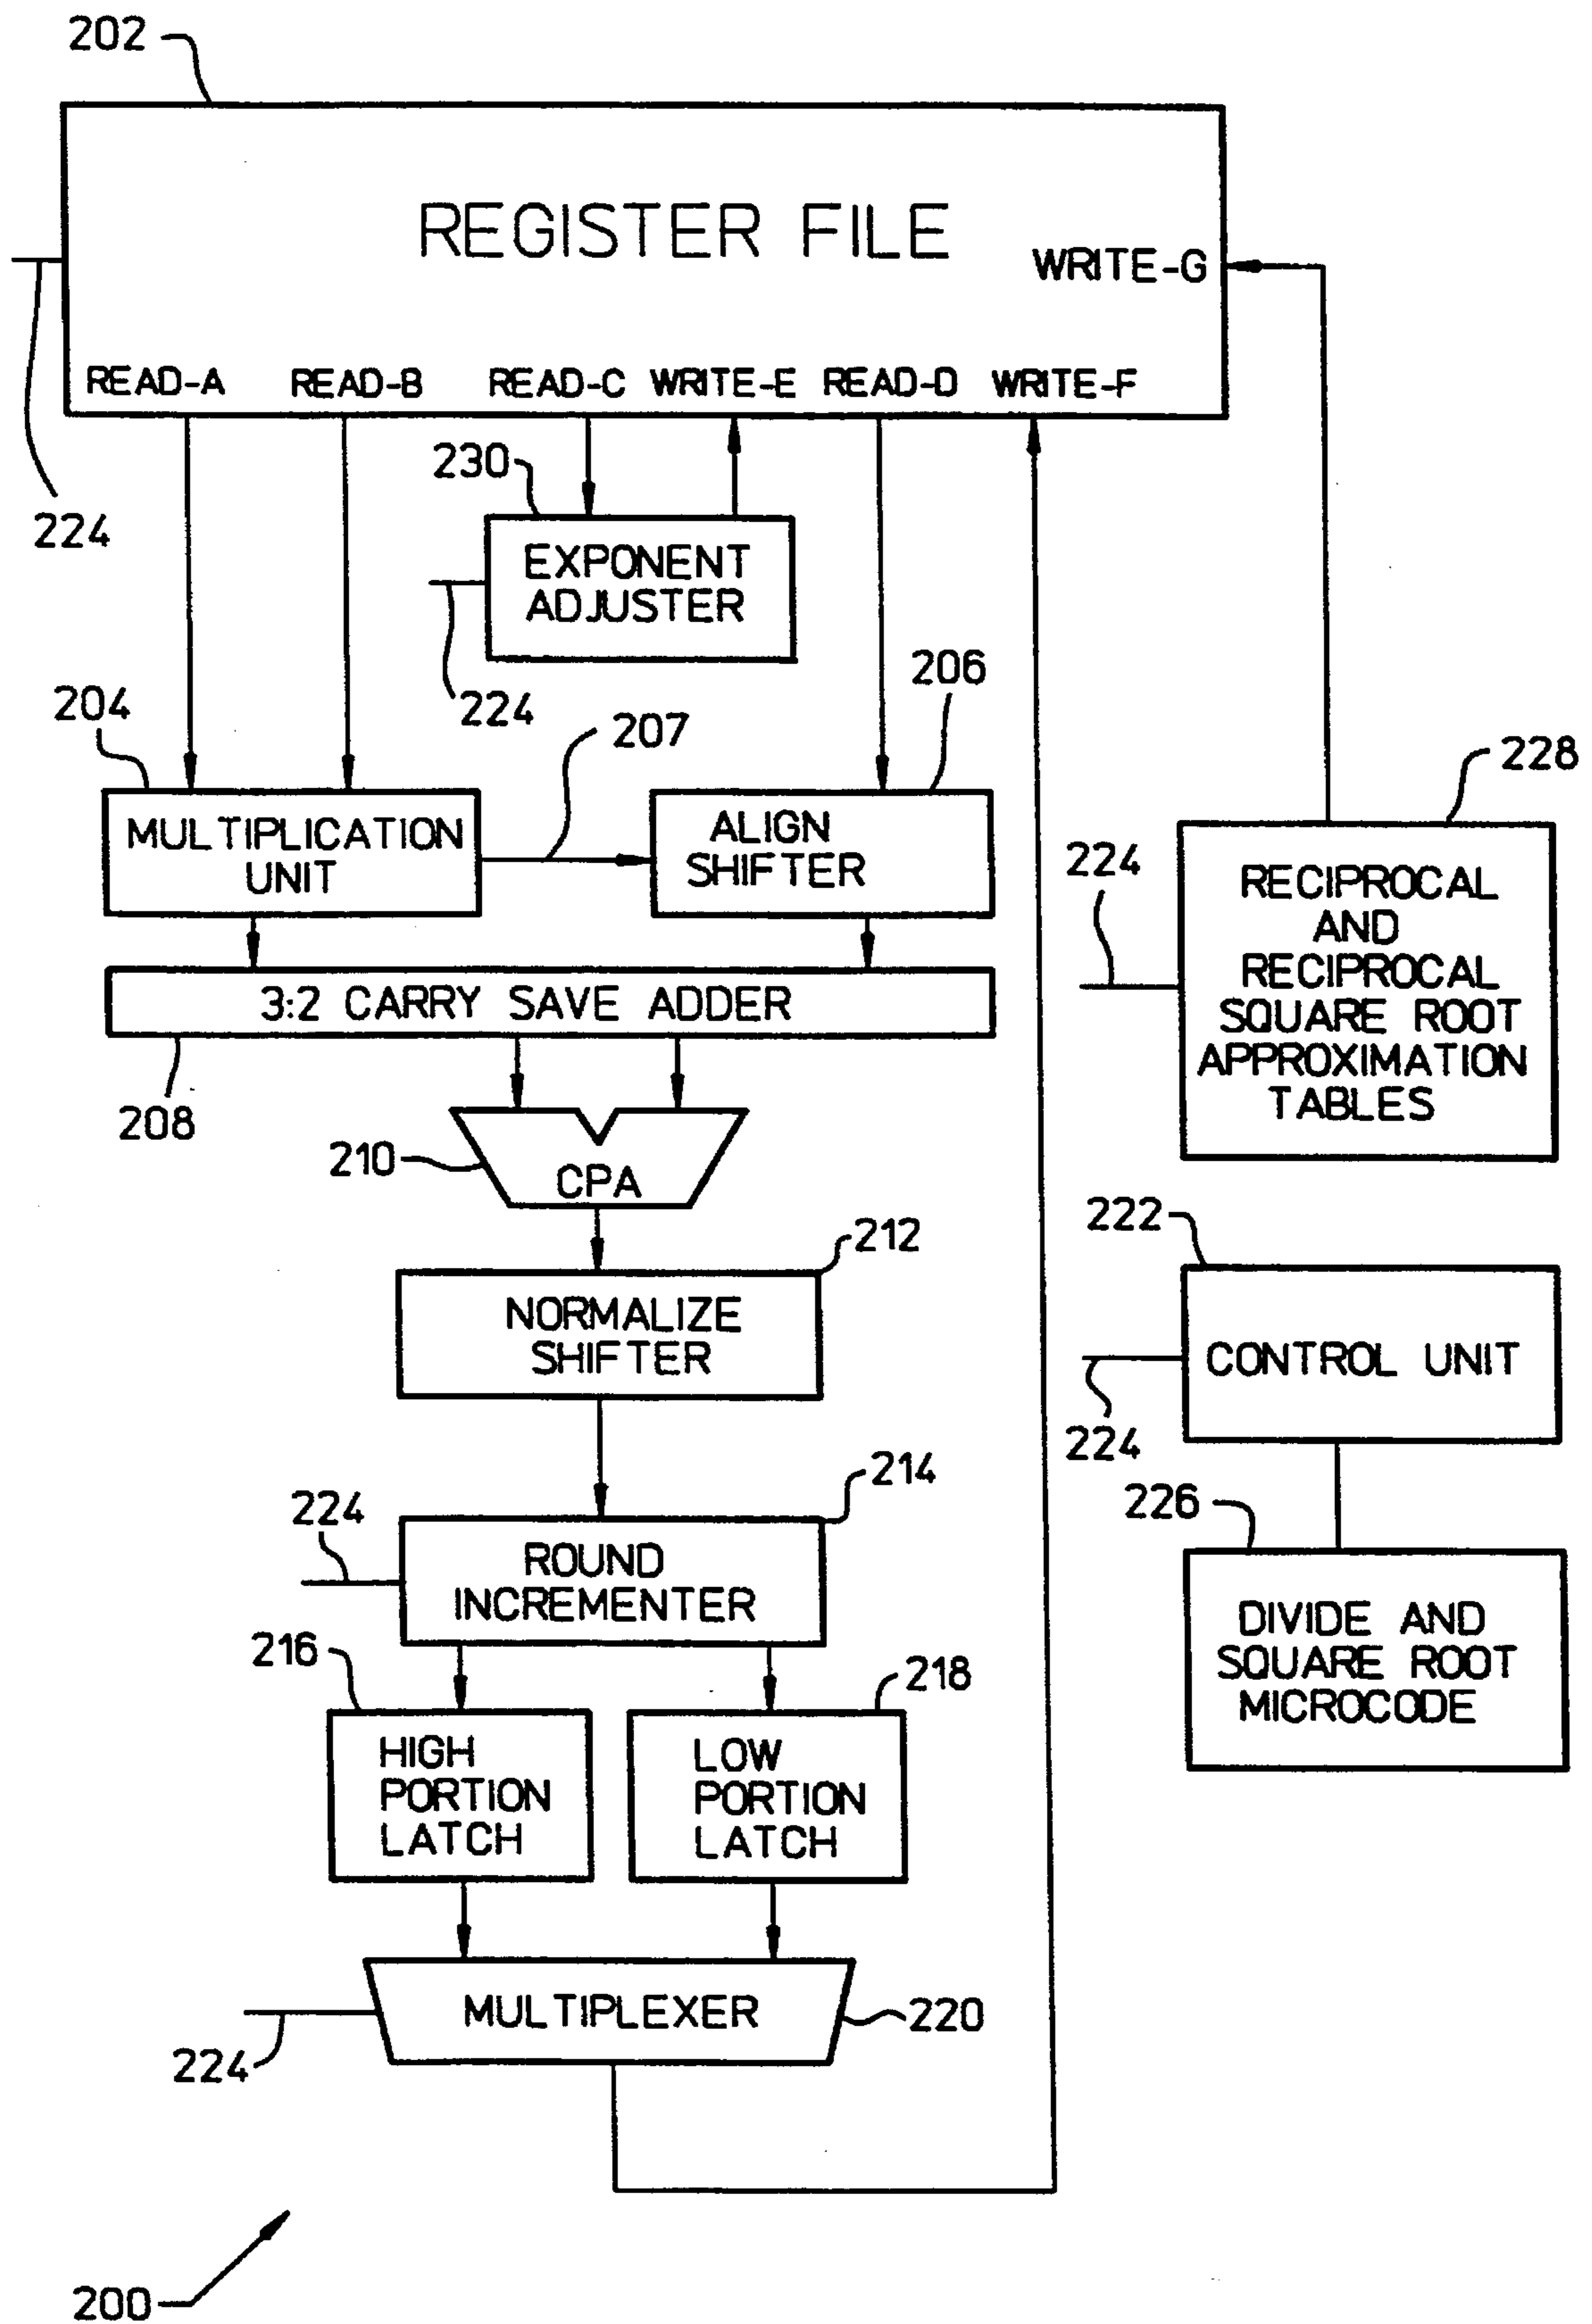 202
REGISTER FILE
WRITE-G
READ-A READ-B READ-C WRITE-E READ-D WRITE-F
224
230
EXPONENT
ADJUSTER
224
204
207
206
MULTIPLICATION
UNIT
ALIGN
SHIFTER
228
224
RECIPROCAL
AND
RECIPROCAL
SQUARE ROOT
APPROXIMATION
TABLES
3:2 CARRY SAVE ADDER
208
210
CPA
212
NORMALIZE
SHIFTER
222
CONTROL UNIT
224
214
224
ROUND
INCREMENTER
226
DIVIDE AND
SQUARE ROOT
MICROCODE
216
218
HIGH
PORTION
LATCH
LOW
PORTION
LATCH
MULTIPLEXER
220
224
200